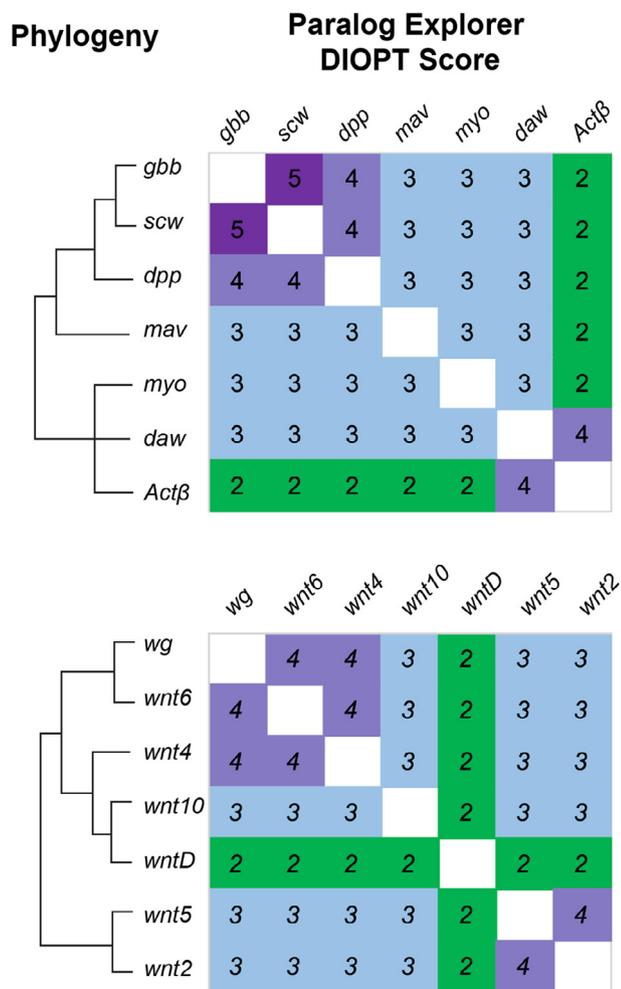 Phylogeny
Paralog Explorer
DIOPT Score
gbb scw dpp mav myo daw Actβ
gbb 5 4 3 3 3 2
scw 5 4 3 3 3 2
dpp 4 4 3 3 3 2
mav 3 3 3 3 3 2
myo 3 3 3 3 3 2
daw 3 3 3 3 3 4
Actβ 2 2 2 2 2 4
wg wnt6 wnt4 wnt10 wntD wnt5 wnt2
wg 4 4 3 2 3 3
wnt6 4 4 3 2 3 3
wnt4 4 4 3 2 3 3
wnt10 3 3 3 2 3 3
wntD 2 2 2 2 2 2
wnt5 3 3 3 3 2 4
wnt2 3 3 3 3 2 4